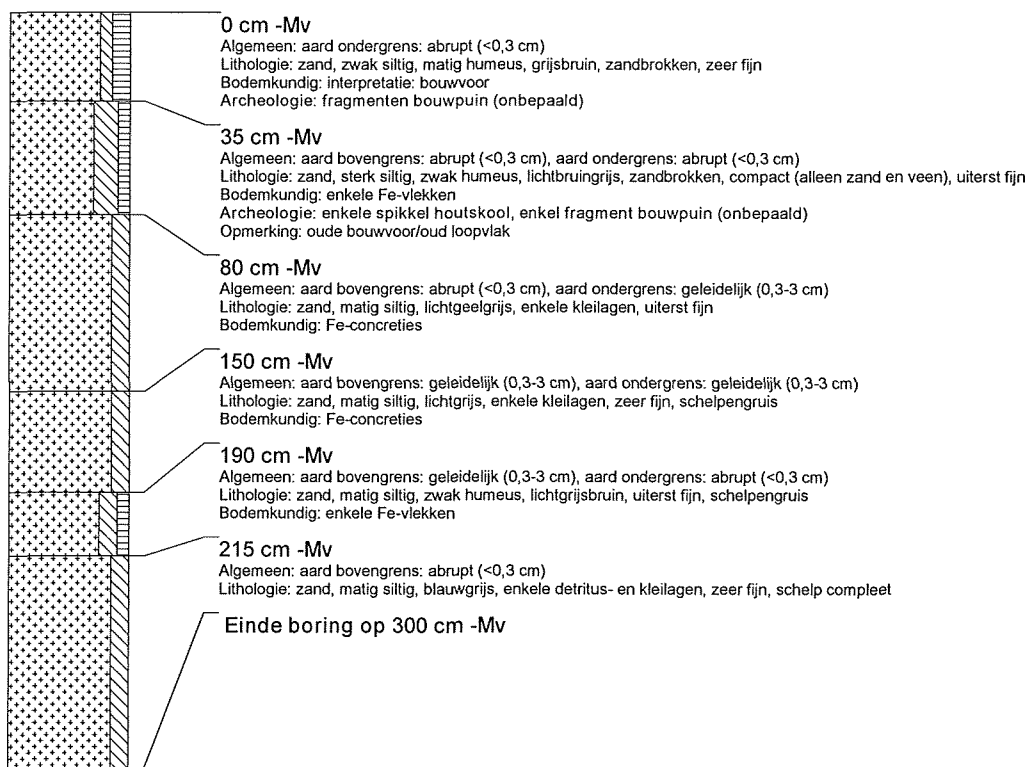 0 cm -Mv
Algemeen: aard ondergrens: abrupt (<0,3 cm)
Lithologie: zand, zwak siltig, matig humeus, grijsbruin, zandbrokken, zeer fijn
Bodemkundig: interpretatie: bouwvoor
Archeologie: fragmenten bouwpuin (onbepaald)
35 cm -Mv
Algemeen: aard bovengrens: abrupt (<0,3 cm), aard ondergrens: abrupt (<0,3 cm)
Lithologie: zand, sterk siltig, zwak humeus, lichtbruingrijs, zandbrokken, compact (alleen zand en veen), uiterst fijn
Bodemkundig: enkele Fe-vlekken
Archeologie: enkele spikkel houtskool, enkel fragment bouwpuin (onbepaald)
Opmerking: oude bouwvoor/oud loopvlak
80 cm -Mv
Algemeen: aard bovengrens: abrupt (<0,3 cm), aard ondergrens: geleidelijk (0,3-3 cm)
Lithologie: zand, matig siltig, lichtgeelgrijs, enkele kleilagen, uiterst fijn
Bodemkundig: Fe-concreties
150 cm -Mv
Algemeen: aard bovengrens: geleidelijk (0,3-3 cm), aard ondergrens: geleidelijk (0,3-3 cm)
Lithologie: zand, matig siltig, lichtgrijs, enkele kleilagen, zeer fijn, schelpengruis
Bodemkundig: Fe-concreties
190 cm -Mv
Algemeen: aard bovengrens: geleidelijk (0,3-3 cm), aard ondergrens: abrupt (<0,3 cm)
Lithologie: zand, matig siltig, zwak humeus, lichtgrijsbruin, uiterst fijn, schelpengruis
Bodemkundig: enkele Fe-vlekken
215 cm -Mv
Algemeen: aard bovengrens: abrupt (<0,3 cm)
Lithologie: zand, matig siltig, blauwgrijs, enkele detritus- en kleilagen, zeer fijn, schelp compleet
Einde boring op 300 cm -Mv